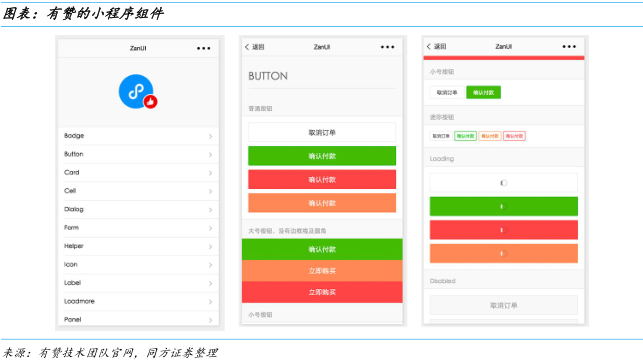 图表：有赞的小程序组件
ZanUI
Badge
Button
Card
Cell
Dialog
Form
Helper
Icon
Label
Loadmore
Panel
返回 ZanUI
BUTTON
普通按钮
取消订单
确认付款
确认付款
确认付款
大号按钮，没有边框和圆角
确认付款
立即购买
立即购买
小号按钮
返回 ZanUI
小号按钮
取消订单 确认付款
迷你按钮
取消订单 确认付款 确认付款 确认付款
Loading
Disabled
取消订单
来源：有赞技术团队官网，同方证券整理